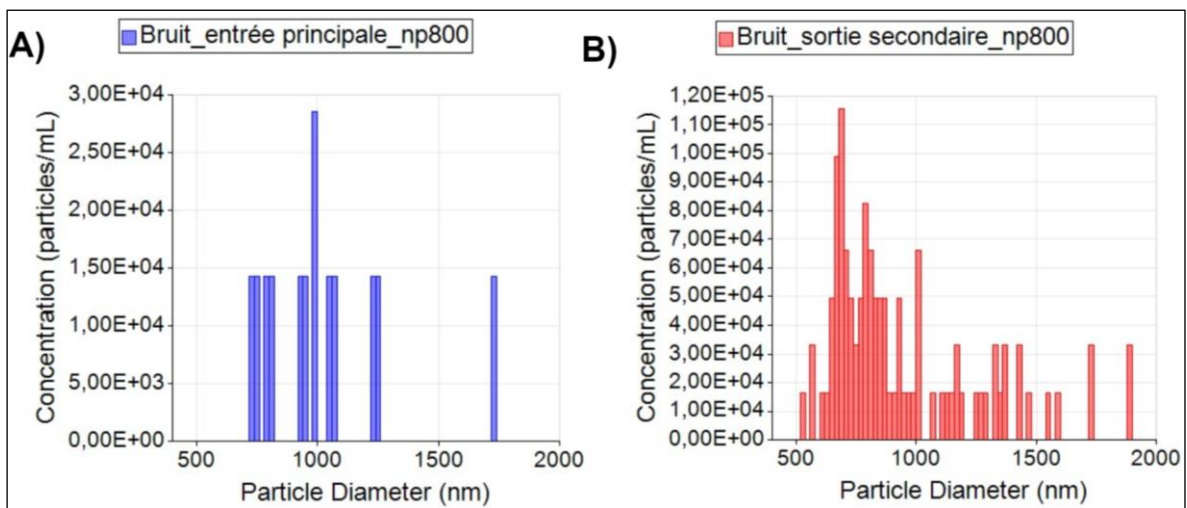 A)
Bruit_entrée principale_np800
3,00E+04
2,50E+04
2,00E+04
1,50E+04
1,00E+04
5,00E+03
0,00E+00
500
1000
1500
2000
Concentration (particles/mL)
Particle Diameter (nm)
B)
Bruit_sortie secondaire_np800
1,20E+05
1,10E+05
1,00E+05
9,00E+04
8,00E+04
7,00E+04
6,00E+04
5,00E+04
4,00E+04
3,00E+04
2,00E+04
1,00E+04
0,00E+00
500
1000
1500
2000
Concentration (particles/mL)
Particle Diameter (nm)